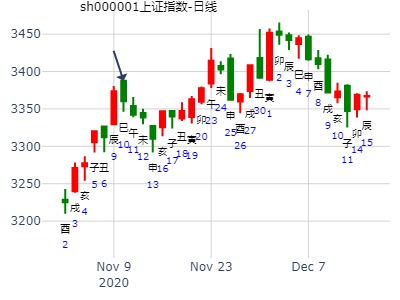 sh000001上证指数-日线
3450
3400
3350
3300
3250
3200
酉 戌 亥 子 丑 辰 巳 午 未 申 亥 子 丑 寅 卯 午 未 申 酉 戌 丑 寅 卯 辰 巳 申 酉 戌 亥 子 卯 辰
2 3 4 5 6 9 10 11 12 13 16 17 18 19 20 23 24 25 26 27 30 1 2 3 4 7 8 9 10 11 14 15
Nov 9 Nov 23 Dec 7
2020